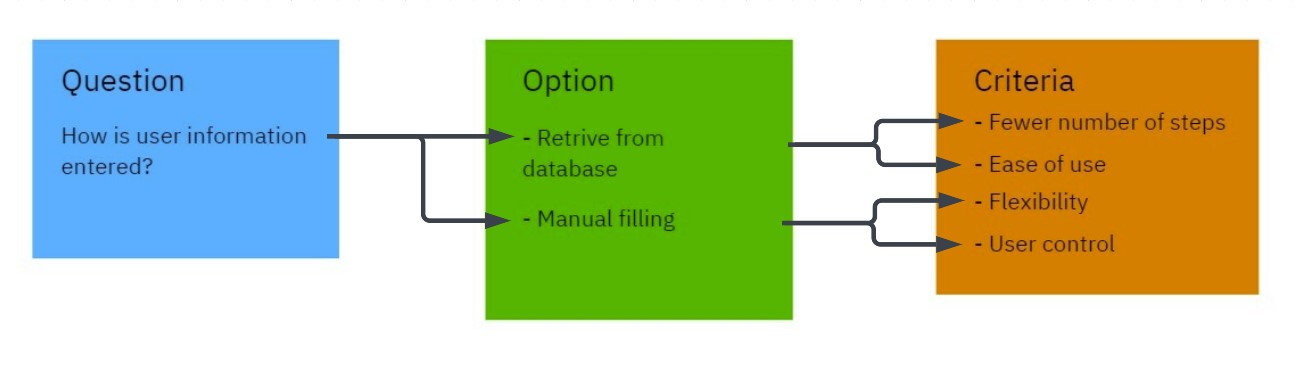 Question
How is user information
entered?
Option
- Retrive from
database
- Manual filling
Criteria
- Fewer number of steps
- Ease of use
- Flexibility
- User control